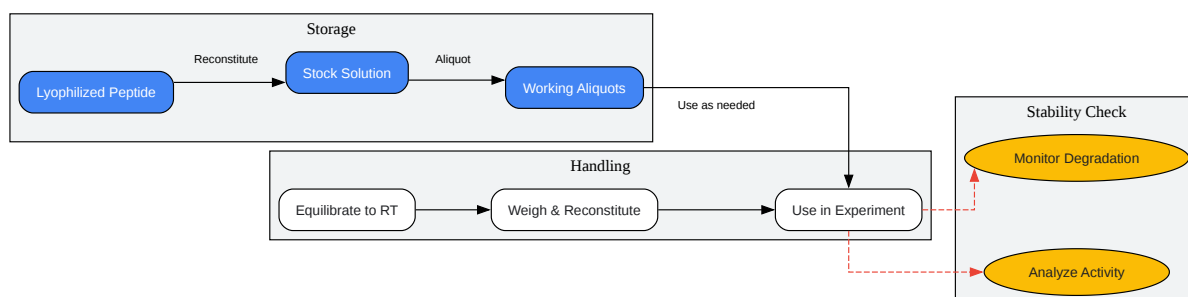 Storage
Reconstitute
Aliquot
Lyophilized Peptide
Stock Solution
Working Aliquots
Use as needed
Handling
Equilibrate to RT
Weigh & Reconstitute
Use in Experiment
Stability Check
Monitor Degradation
Analyze Activity